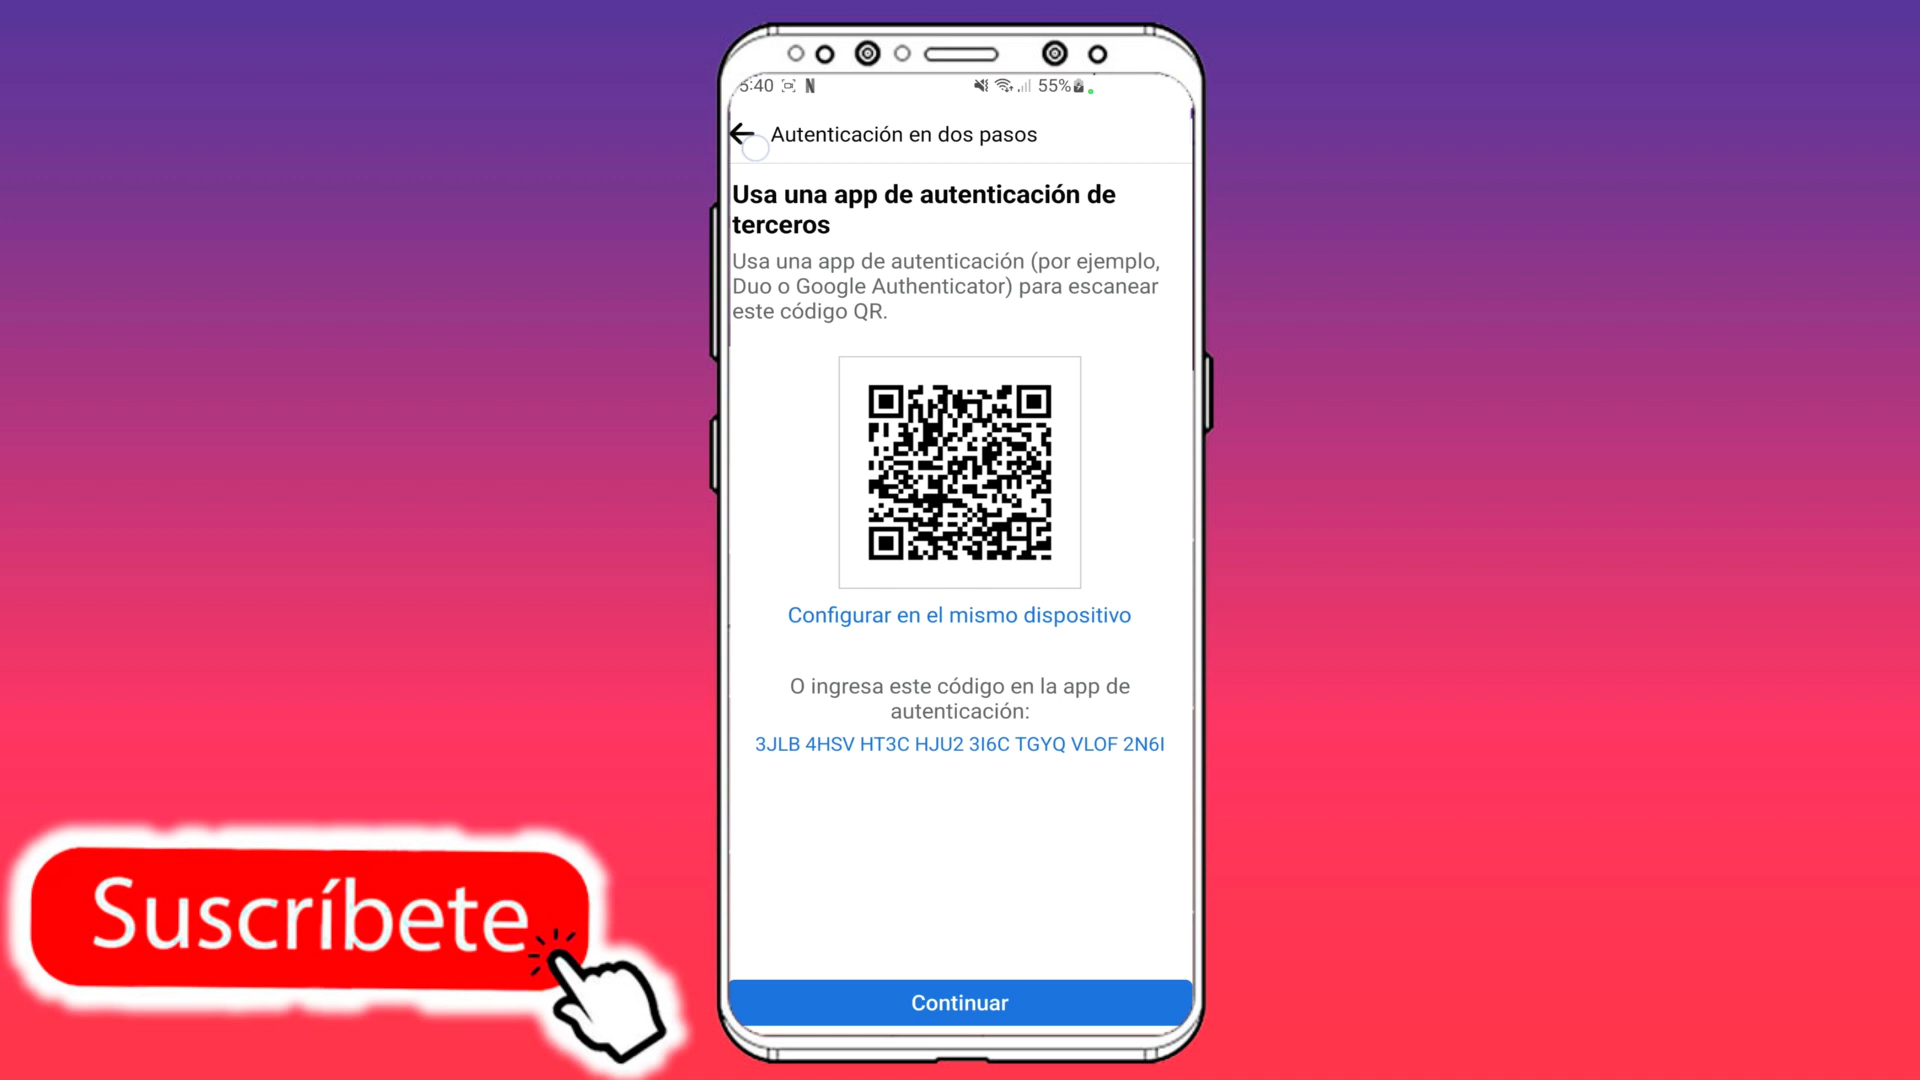 5:40 N 55%
Autenticación en dos pasos
Usa una app de autenticación de
terceros
Usa una app de autenticación (por ejemplo,
Duo o Google Authenticator) para escanear
este código QR.
Configurar en el mismo dispositivo
O ingresa este código en la app de
autenticación:
3JLB 4HSV HT3C HJU2 3I6C TGYQ VLOF 2N6I
Continuar
Suscríbete